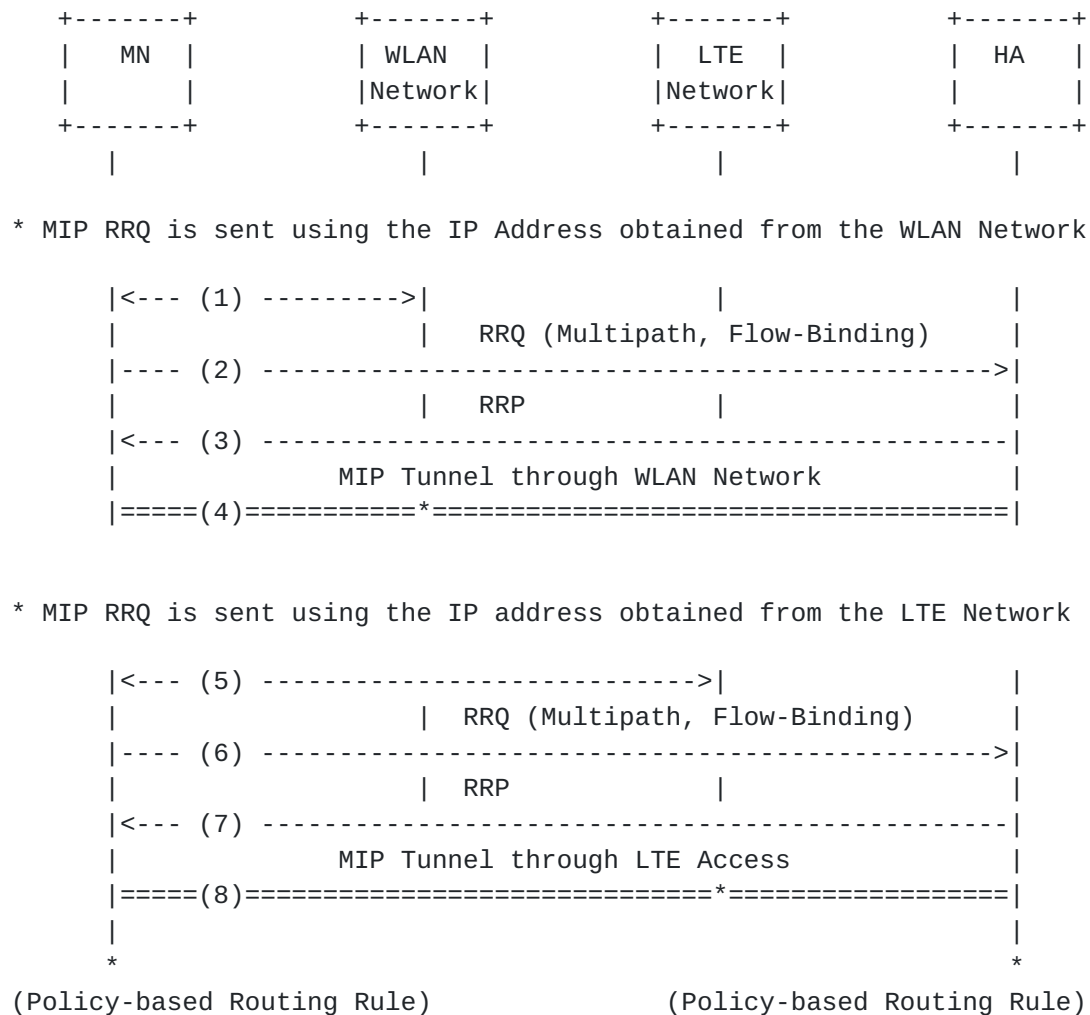 +-------+         +-------+          +-------+          +-------+
|   MN  |         | WLAN  |          |  LTE  |          |  HA   |
|       |         |Network|          |Network|          |       |
+-------+         +-------+          +-------+          +-------+
|                   |                  |                  |
* MIP RRQ is sent using the IP Address obtained from the WLAN Network
|<--- (1) --------->|                  |                  |
|                   |   RRQ (Multipath, Flow-Binding)     |
|---- (2) ----------------------------------------------->|
|                   |   RRP            |                  |
|<--- (3) ------------------------------------------------|
|              MIP Tunnel through WLAN Network            |
|=====(4)===========*=====================================|
* MIP RRQ is sent using the IP address obtained from the LTE Network
|<--- (5) ---------------------------->|                  |
|                   |  RRQ (Multipath, Flow-Binding)      |
|---- (6) ----------------------------------------------->|
|                   |  RRP             |                  |
|<--- (7) ------------------------------------------------|
|              MIP Tunnel through LTE Access              |
|=====(8)==============================*==================|
|                                                         |
*                                                         *
(Policy-based Routing Rule)               (Policy-based Routing Rule)